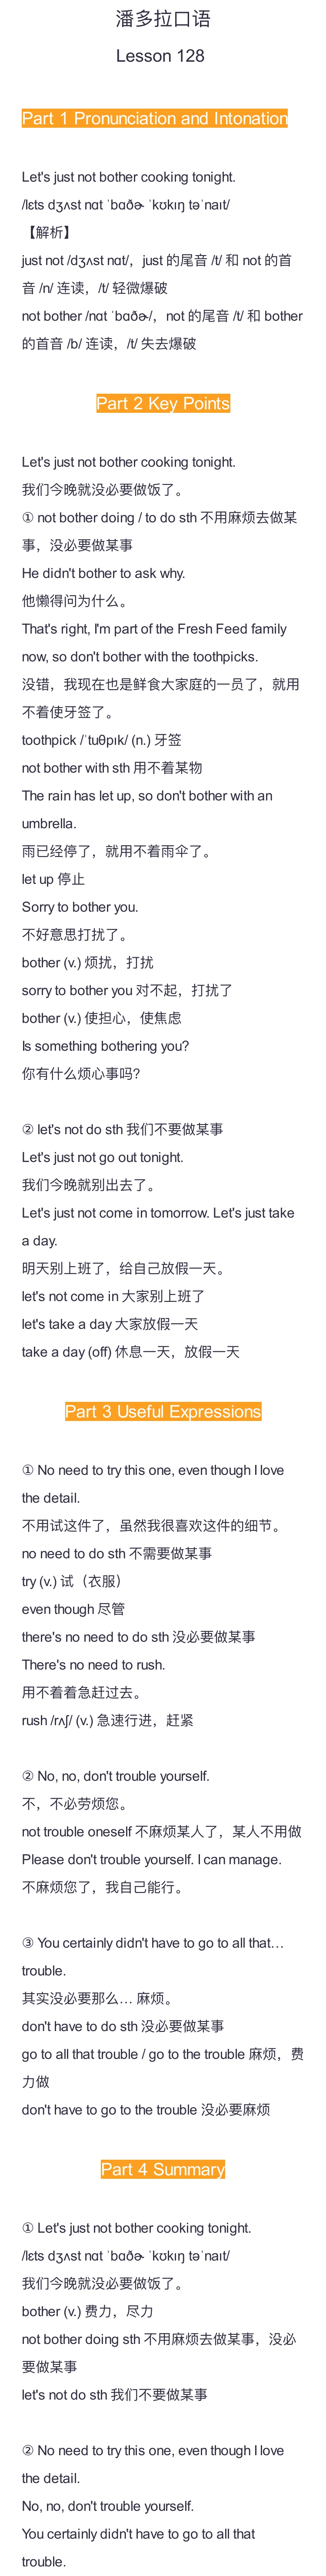 潘多拉口语
Lesson 128
Part 1 Pronunciation and Intonation
Let's just not bother cooking tonight.
/lɛts dʒʌst nɑt ˈbɑðɚ ˈkʊkɪŋ təˈnaɪt/
【解析】
just not /dʒʌst nɑt/，just 的尾音 /t/ 和 not 的首
音 /n/ 连读，/t/ 轻微爆破
not bother /nɑt ˈbɑðɚ/，not 的尾音 /t/ 和 bother
的首音 /b/ 连读，/t/ 失去爆破
Part 2 Key Points
Let's just not bother cooking tonight.
我们今晚就没必要做饭了。
① not bother doing / to do sth 不用麻烦去做某
事，没必要做某事
He didn't bother to ask why.
他懒得问为什么。
That's right, I'm part of the Fresh Feed family
now, so don't bother with the toothpicks.
没错，我现在也是鲜食大家庭的一员了，就用
不着使牙签了。
toothpick /ˈtuθpɪk/ (n.) 牙签
not bother with sth 用不着某物
The rain has let up, so don't bother with an
umbrella.
雨已经停了，就用不着雨伞了。
let up 停止
Sorry to bother you.
不好意思打扰了。
bother (v.) 烦扰，打扰
sorry to bother you 对不起，打扰了
bother (v.) 使担心，使焦虑
Is something bothering you?
你有什么烦心事吗?
② let's not do sth 我们不要做某事
Let's just not go out tonight.
我们今晚就别出去了。
Let's just not come in tomorrow. Let's just take
a day.
明天别上班了，给自己放假一天。
let's not come in 大家别上班了
let's take a day 大家放假一天
take a day (off) 休息一天，放假一天
Part 3 Useful Expressions
① No need to try this one, even though I love
the detail.
不用试这件了，虽然我很喜欢这件的细节。
no need to do sth 不需要做某事
try (v.) 试（衣服）
even though 尽管
there's no need to do sth 没必要做某事
There's no need to rush.
用不着着急赶过去。
rush /rʌʃ/ (v.) 急速行进，赶紧
② No, no, don't trouble yourself.
不，不必劳烦您。
not trouble oneself 不麻烦某人了，某人不用做
Please don't trouble yourself. I can manage.
不麻烦您了，我自己能行。
③ You certainly didn't have to go to all that…
trouble.
其实没必要那么… 麻烦。
don't have to do sth 没必要做某事
go to all that trouble / go to the trouble 麻烦，费
力做
don't have to go to the trouble 没必要麻烦
Part 4 Summary
① Let's just not bother cooking tonight.
/lɛts dʒʌst nɑt ˈbɑðɚ ˈkʊkɪŋ təˈnaɪt/
我们今晚就没必要做饭了。
bother (v.) 费力，尽力
not bother doing sth 不用麻烦去做某事，没必
要做某事
let's not do sth 我们不要做某事
② No need to try this one, even though I love
the detail.
No, no, don't trouble yourself.
You certainly didn't have to go to all that
trouble.